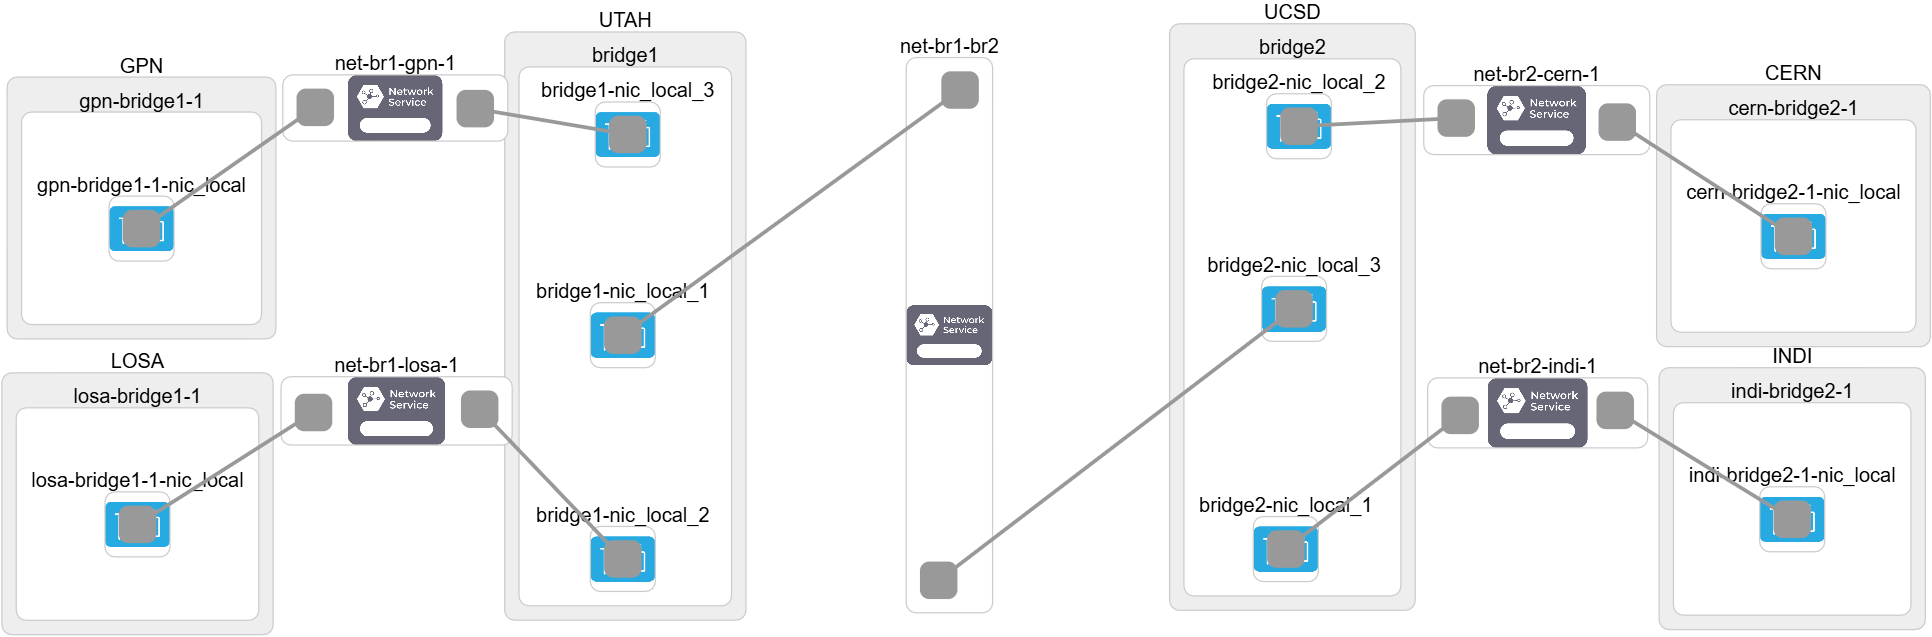 GPN
gpn-bridge1-1
gpn-bridge1-1-nic_local
net-br1-gpn-1
Network
Service
LOSA
losa-bridge1-1
losa-bridge1-1-nic_local
net-br1-losa-1
Network
Service
UTAH
bridge1
bridge1-nic_local_3
bridge1-nic_local_1
bridge1-nic_local_2
net-br1-br2
Network
Service
UCSD
bridge2
bridge2-nic_local_2
bridge2-nic_local_3
bridge2-nic_local_1
net-br2-cern-1
Network
Service
CERN
cern-bridge2-1
cern-bridge2-1-nic_local
net-br2-indi-1
Network
Service
INDI
indi-bridge2-1
indi-bridge2-1-nic_local